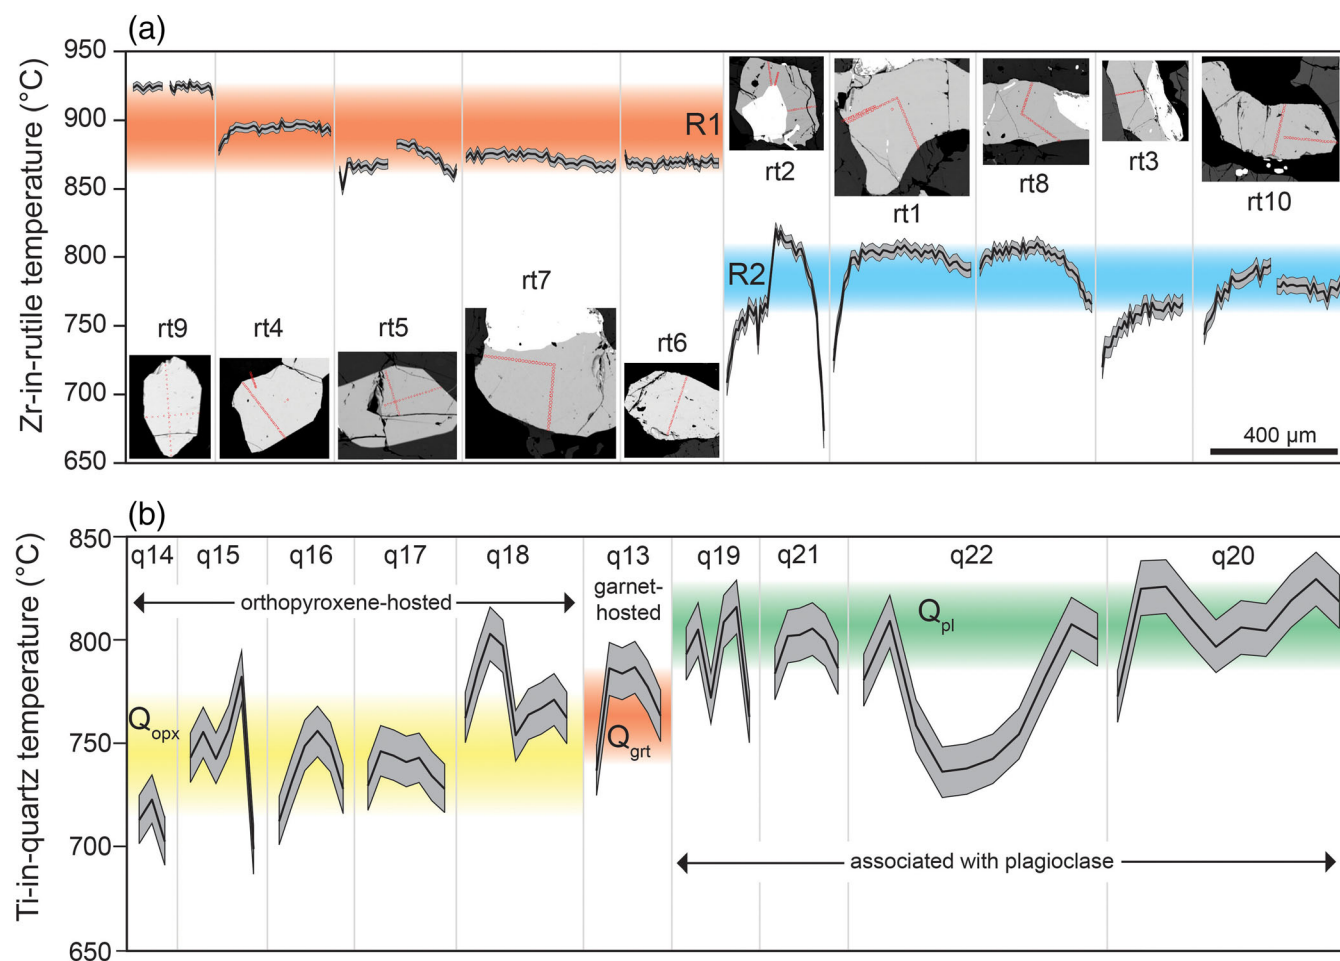 (a)
Zr-in-rutile temperature (°C)
950
900
850
800
750
700
650
R1
R2
rt9
rt4
rt5
rt7
rt6
rt2
rt1
rt8
rt3
rt10
400 µm
(b)
Ti-in-quartz temperature (°C)
850
800
750
700
650
q14
q15
q16
q17
q18
q13
q19
q21
q22
q20
orthopyroxene-hosted
garnet-
hosted
Qopx
Qgrt
Qpl
associated with plagioclase